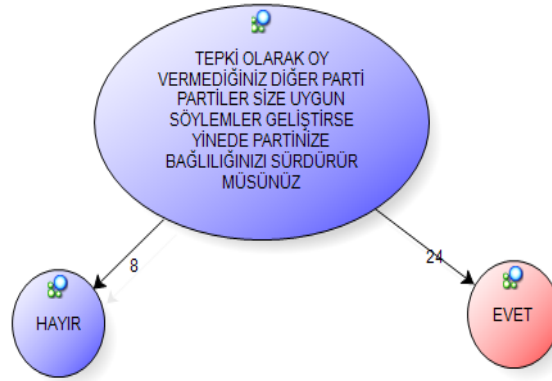 TEPKİ OLARAK OY
VERMEDİĞİNİZ DİĞER PARTİ
PARTİLER SİZE UYGUN
SÖYLEMLER GELİŞTİRSE
YİNEDE PARTİNİZE
BAĞLILIĞINIZI SÜRDÜRÜR
MÜSÜNÜZ
8
24
HAYIR
EVET